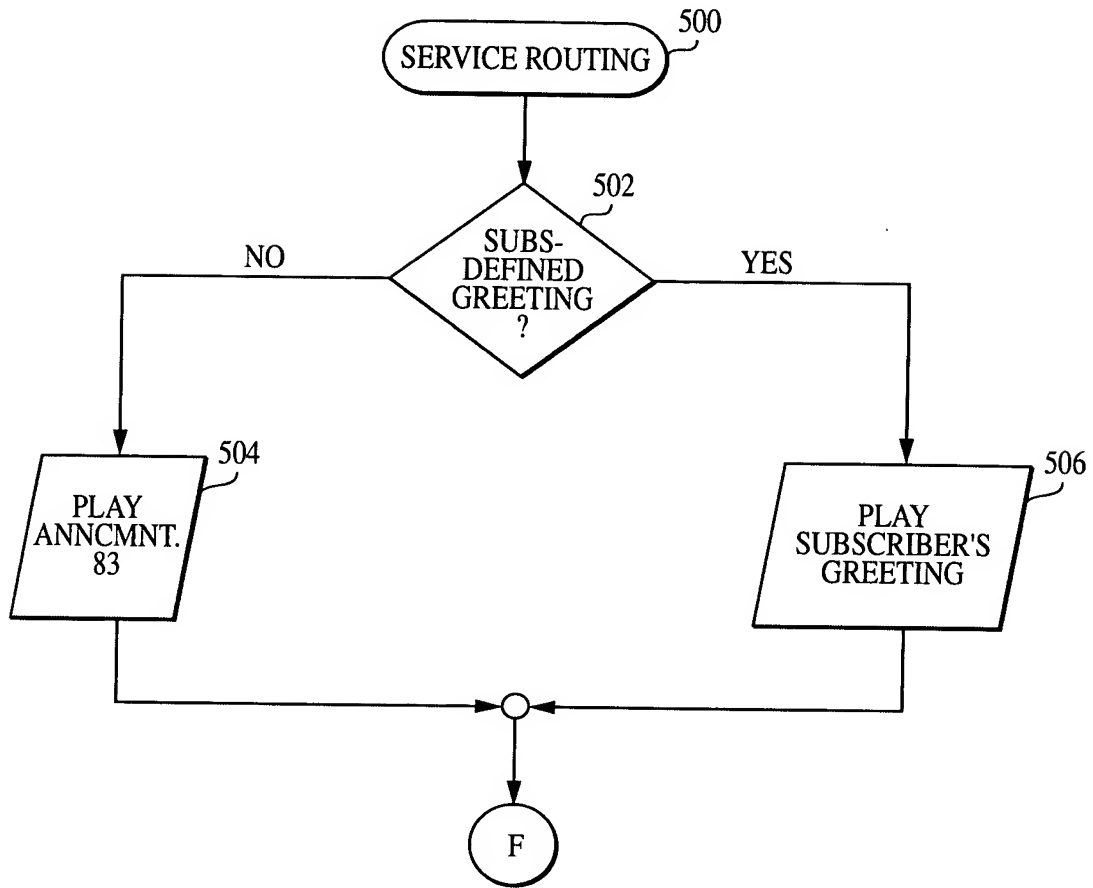 500
SERVICE ROUTING
502
SUBS-
DEFINED
GREETING
?
NO
YES
504
PLAY
ANNCMNT.
83
506
PLAY
SUBSCRIBER'S
GREETING
F